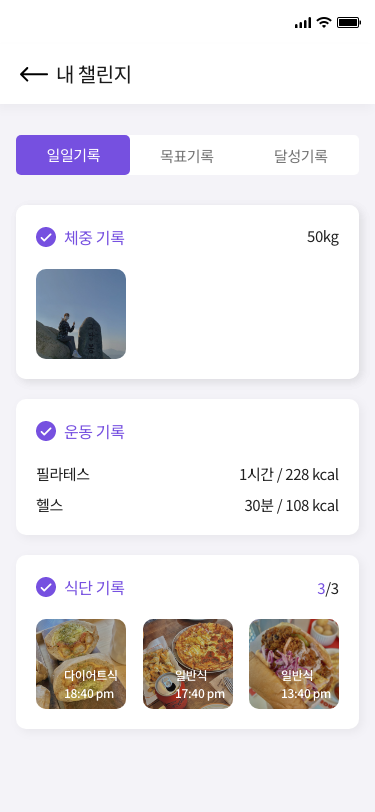 내 챌린지
일일기록 목표기록 달성기록
체중 기록 50kg
운동 기록
필라테스 1시간 / 228 kcal
헬스 30분 / 108 kcal
식단 기록 3/3
다이어트식 일반식 일반식
18:40 pm 17:40 pm 13:40 pm